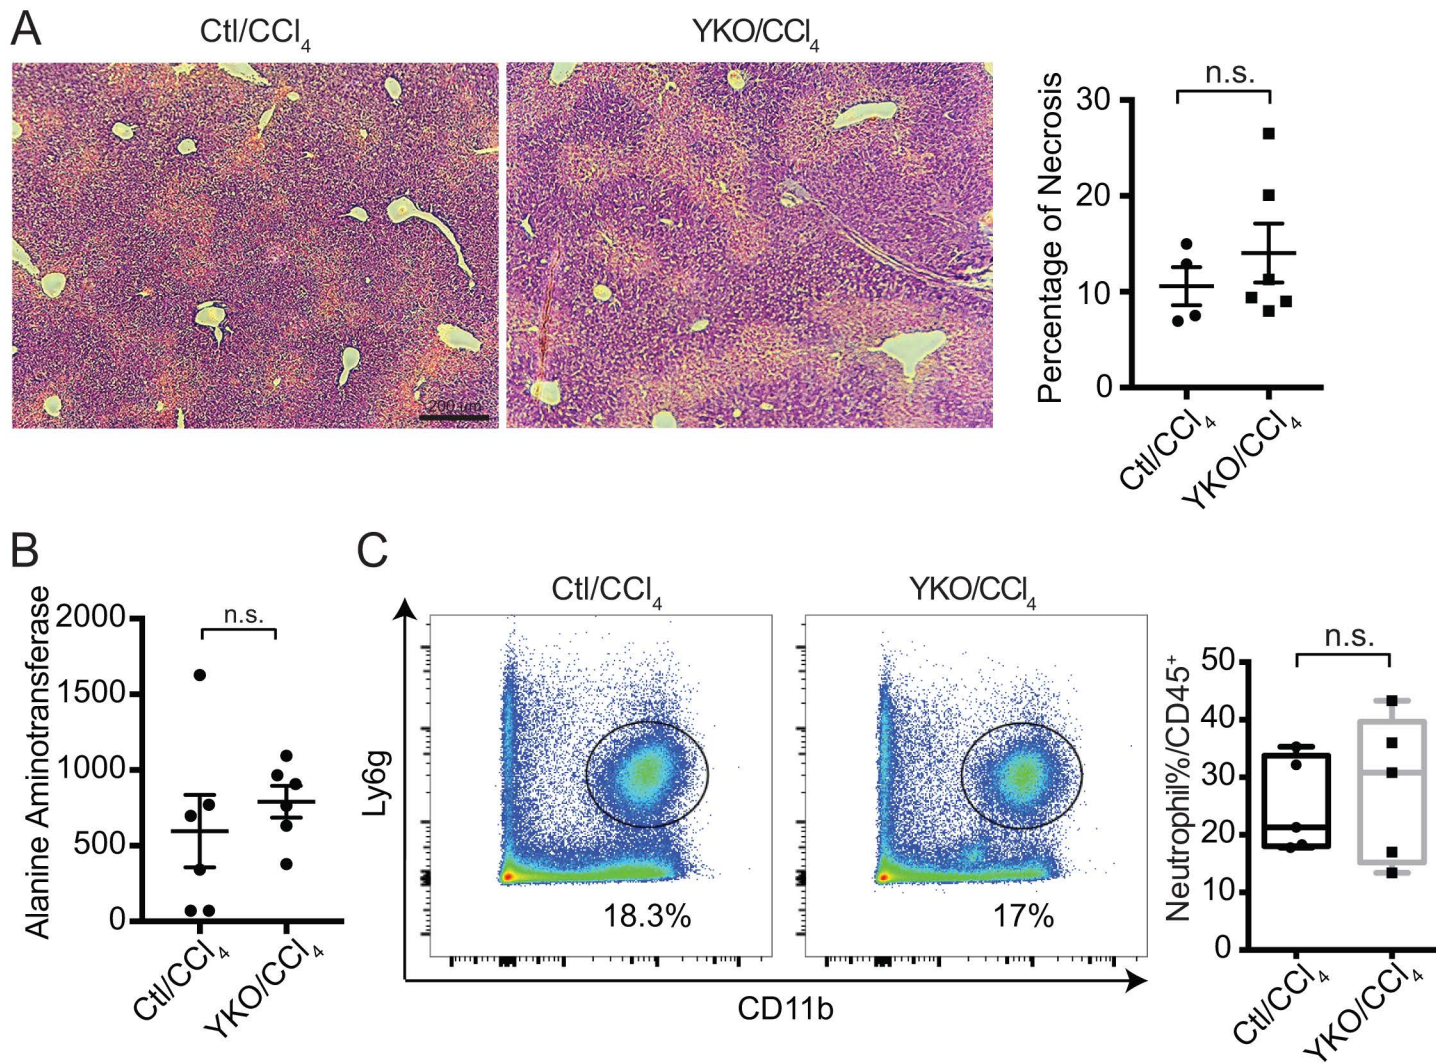 A
Ctl/CCl4
YKO/CCl4
200 μm
n.s.
30
20
10
0
Percentage of Necrosis
Ctl/CCl4
YKO/CCl4
B
2000
1500
1000
500
0
Alanine Aminotransferase
n.s.
Ctl/CCl4
YKO/CCl4
C
Ctl/CCl4
YKO/CCl4
Ly6g
18.3%
17%
CD11b
n.s.
50
40
30
20
10
0
Neutrophil%/CD45+
Ctl/CCl4
YKO/CCl4